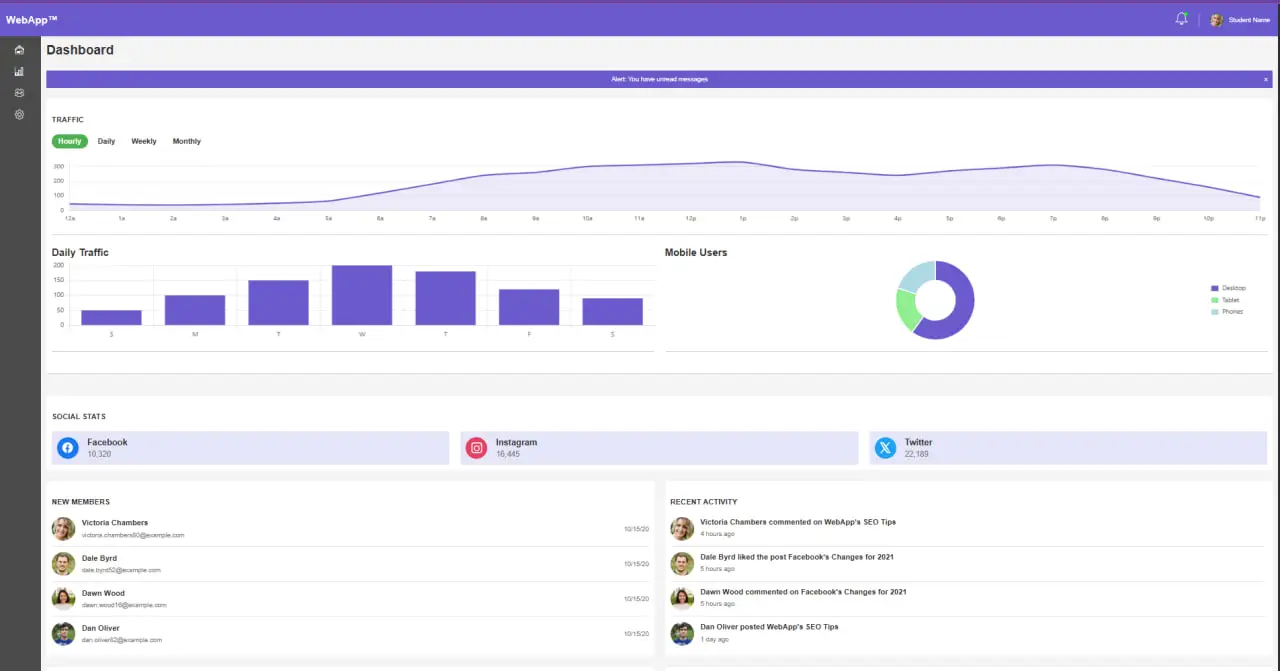 WebApp™
Student Name
Dashboard
Alert: You have unread messages
x
TRAFFIC
Hourly Daily Weekly Monthly
300
200
100
0
12a 1a 2a 3a 4a 5a 6a 7a 8a 9a 10a 11a 12p 1p 2p 3p 4p 5p 6p 7p 8p 9p 10p 11p
Daily Traffic
200
150
100
50
0
S M T W T F S
Mobile Users
Desktop
Tablet
Phones
SOCIAL STATS
Facebook
10,320
Instagram
16,445
Twitter
22,189
NEW MEMBERS
Victoria Chambers
victoria.chambers80@example.com
10/15/20
Dale Byrd
dale.byrd52@example.com
10/15/20
Dawn Wood
dawn.wood16@example.com
10/15/20
Dan Oliver
dan.oliver82@example.com
10/15/20
RECENT ACTIVITY
Victoria Chambers commented on WebApp's SEO Tips
4 hours ago
Dale Byrd liked the post Facebook's Changes for 2021
5 hours ago
Dawn Wood commented on Facebook's Changes for 2021
5 hours ago
Dan Oliver posted WebApp's SEO Tips
1 day ago